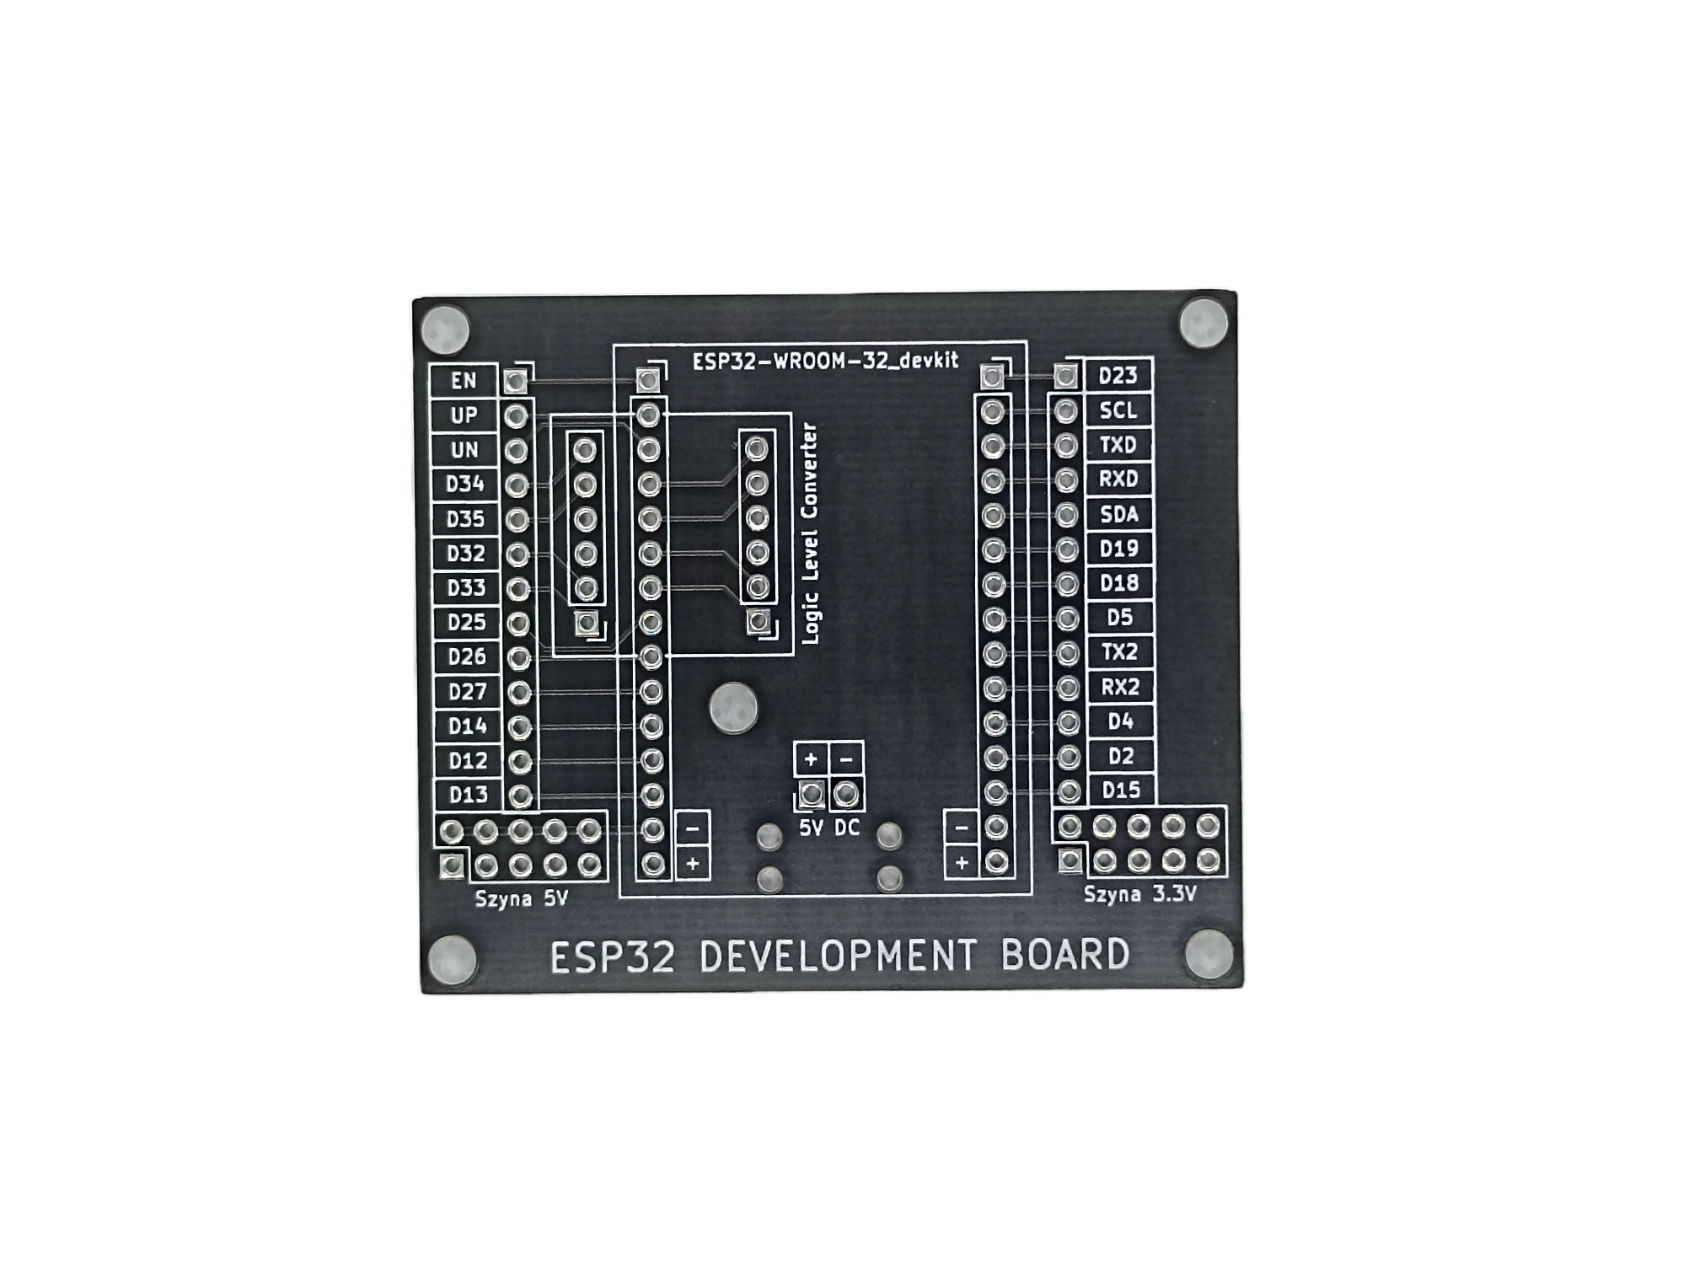 ESP32-WROOM-32_devkit
EN
UP
UN
D34
D35
D32
D33
D25
D26
D27
D14
D12
D13
Logic Level Converter
D23
SCL
TXD
RXD
SDA
D19
D18
D5
TX2
RX2
D4
D2
D15
+ -
5V DC
-
+
-
+
Szyna 5V
Szyna 3.3V
ESP32 DEVELOPMENT BOARD